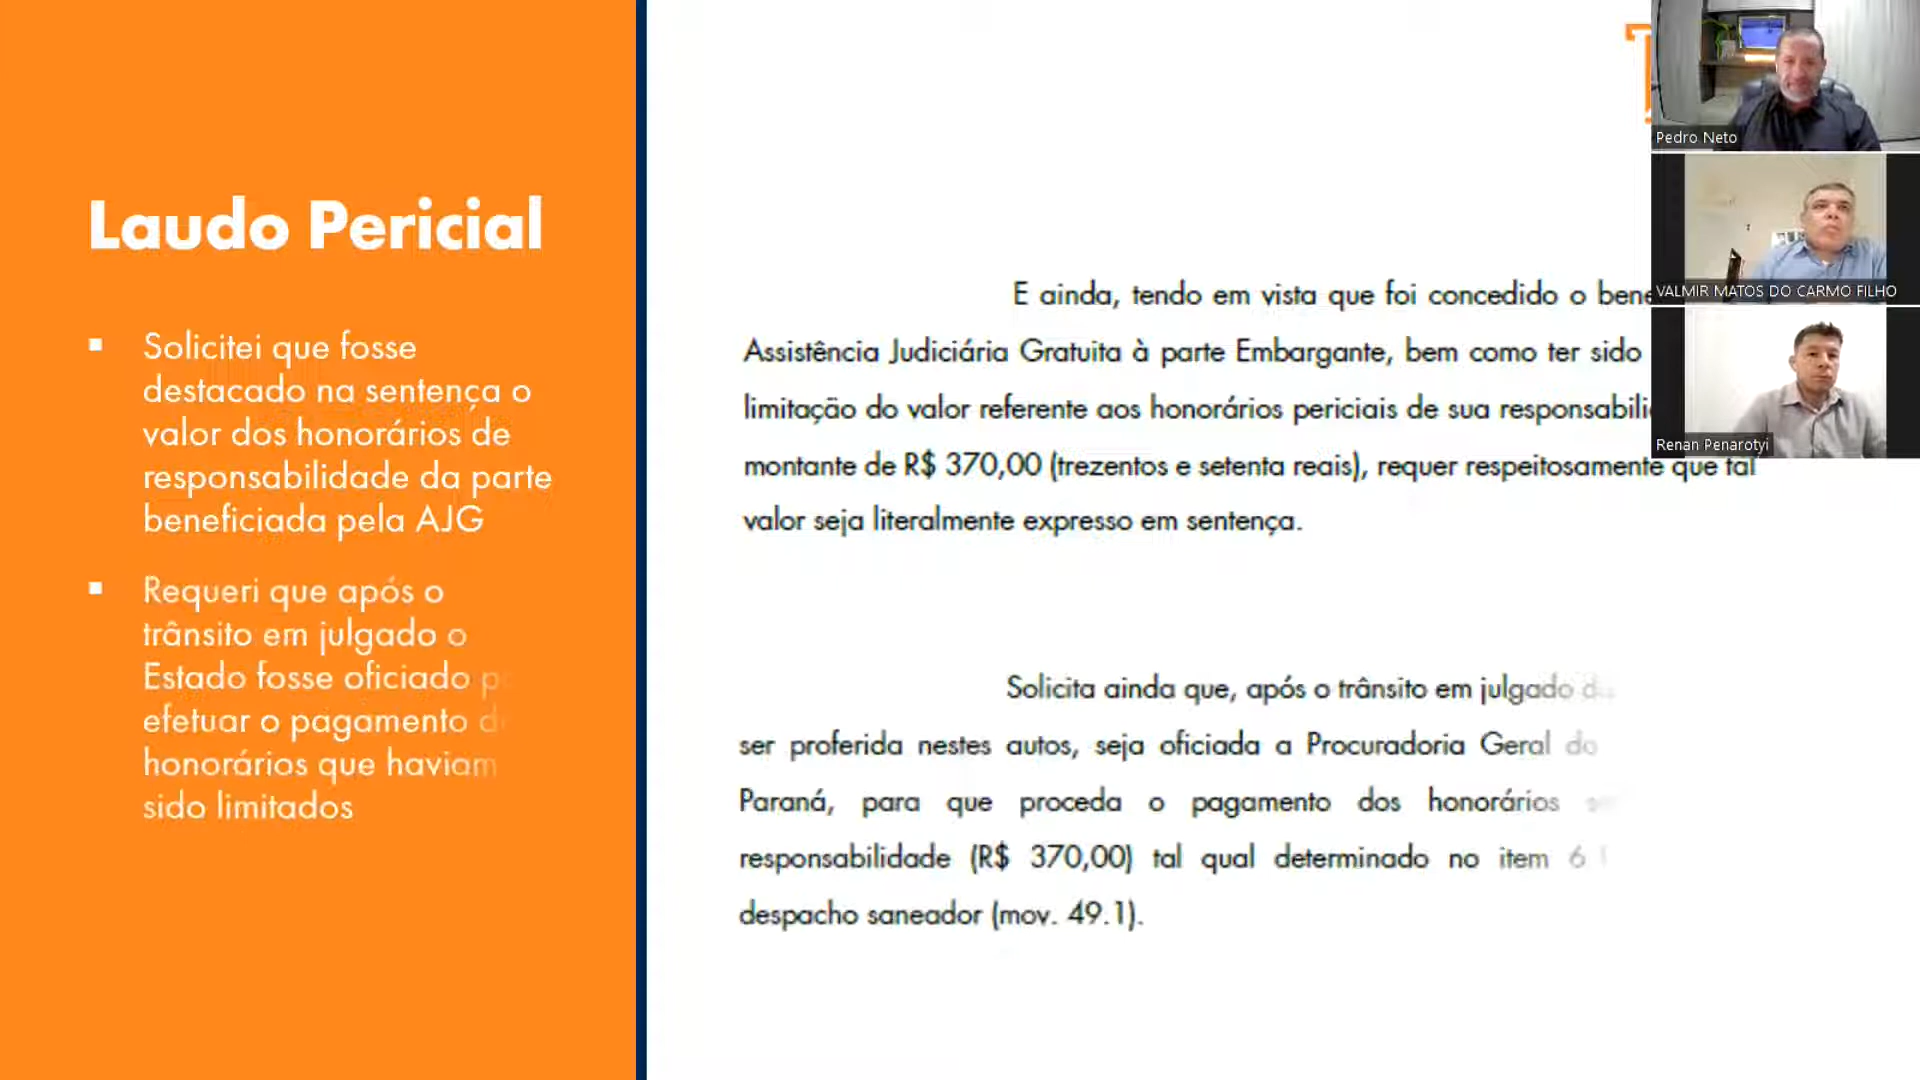 Laudo Pericial
Solicitei que fosse
destacado na sentença o
valor dos honorários de
responsabilidade da parte
beneficiada pela AJG
Requeri que após o
trânsito em julgado o
Estado fosse oficiado
efetuar o pagamento
honorários que haviam
sido limitados
E ainda, tendo em vista que foi concedido o
Assistência Judiciária Gratuita à parte Embargante, bem como ter sido
limitação do valor referente aos honorários periciais de sua
montante de R$ 370,00 (trezentos e setenta reais), requer respeitosamente que tal
valor seja literalmente expresso em sentença.
Solicita ainda que, após o trânsito em julgado
ser proferida nestes autos, seja oficiada a Procuradoria Geral do
Paraná, para que proceda o pagamento dos honorários
responsabilidade (R$ 370,00) tal qual determinado no item 6
despacho saneador (mov. 49.1).
Pedro Neto
VALMIR MATOS DO CARMO FILHO
Renan Penarotyi